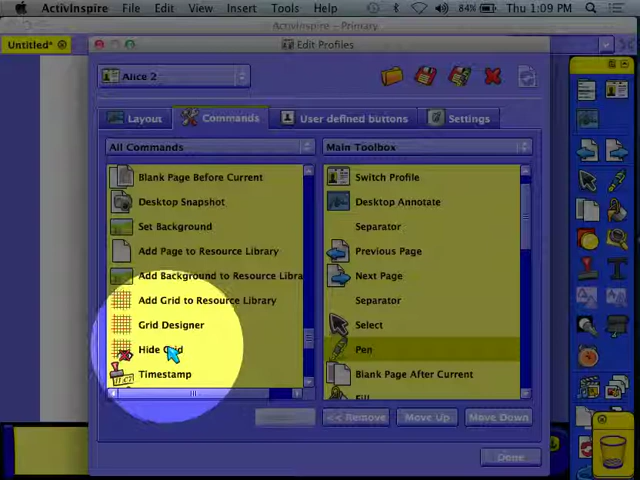 ActivInspire File Edit View Insert Tools Help 84% Thu 1:09 PM
ActivInspire - Primary
Untitled*
Edit Profiles
Alice 2
Layout Commands User defined buttons Settings
All Commands
Blank Page Before Current
Desktop Snapshot
Set Background
Add Page to Resource Library
Add Background to Resource Libra
Add Grid to Resource Library
Grid Designer
Hide Grid
Timestamp
Main Toolbox
Switch Profile
Desktop Annotate
Separator
Previous Page
Next Page
Separator
Select
Pen
Blank Page After Current
Fill
<< Remove Move Up Move Down
Done